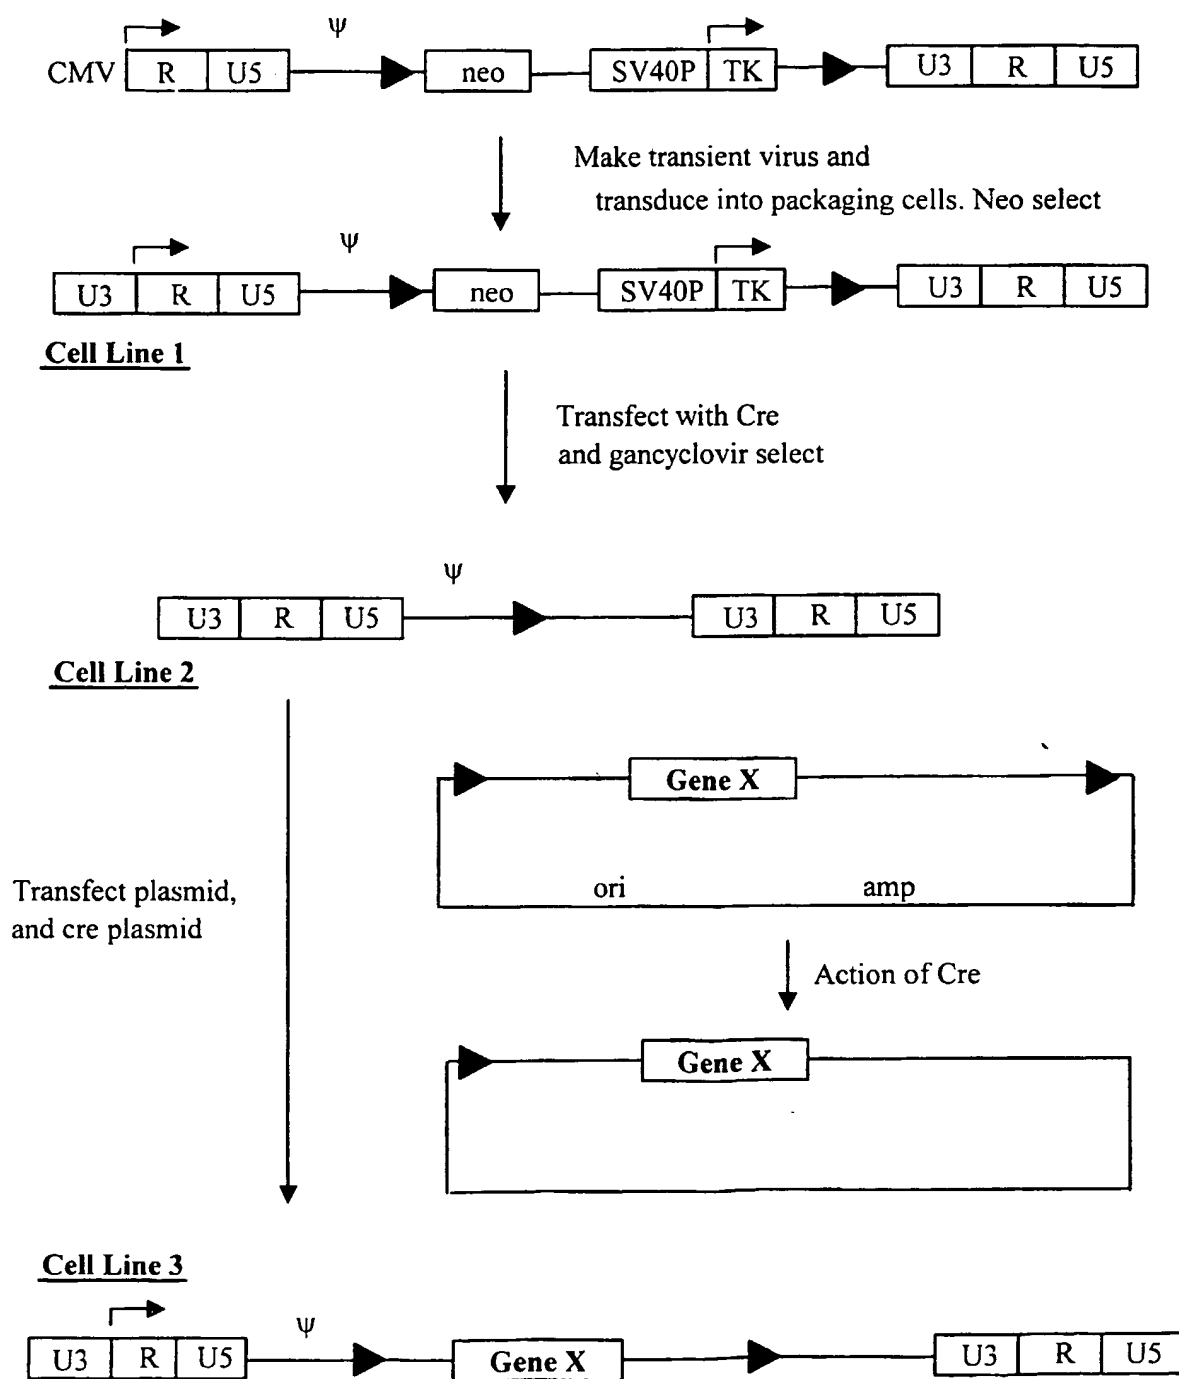 ψ
CMV R U5 neo SV40P TK U3 R U5
Make transient virus and
transduce into packaging cells. Neo select
ψ
U3 R U5 neo SV40P TK U3 R U5
Cell Line 1
Transfect with Cre
and gancyclovir select
ψ
U3 R U5 U3 R U5
Cell Line 2
Gene X
ori amp
Transfect plasmid,
and cre plasmid
Action of Cre
Gene X
Cell Line 3
ψ
U3 R U5 Gene X U3 R U5